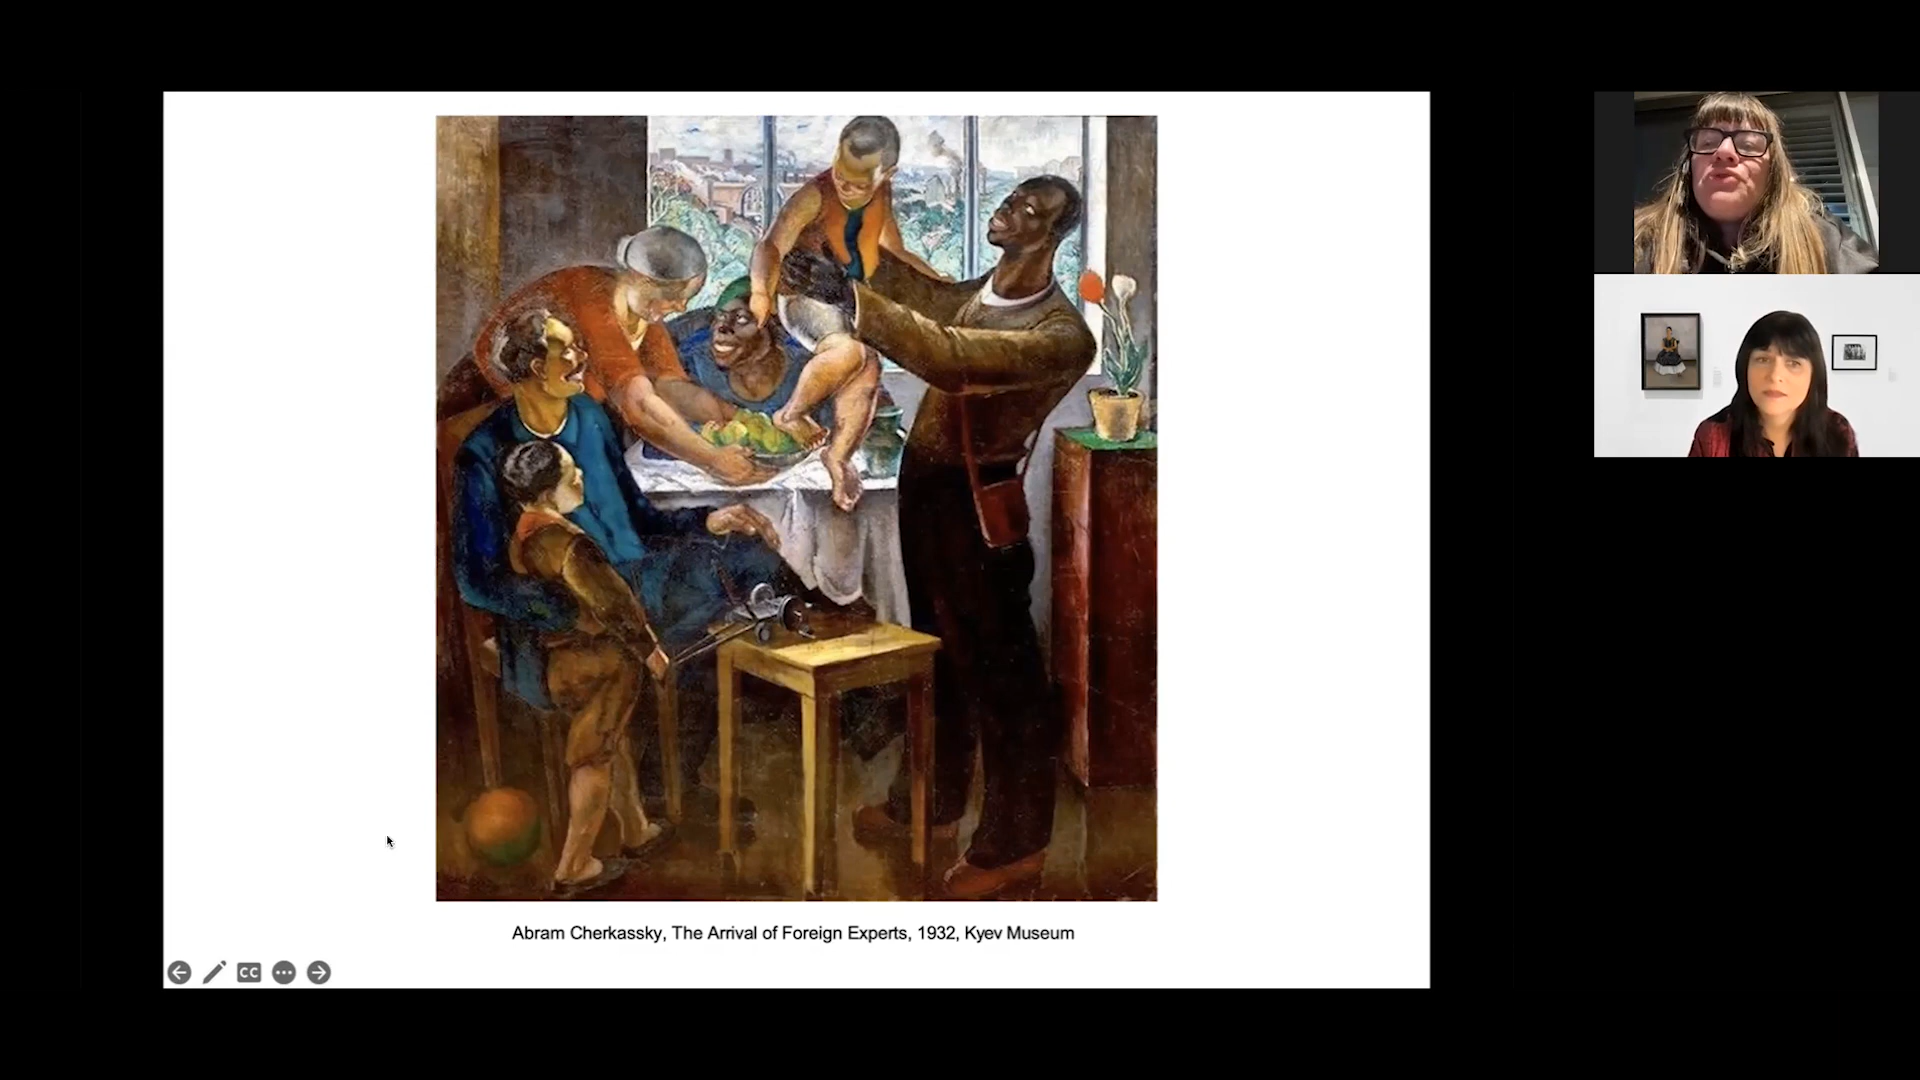 Abram Cherkassky, The Arrival of Foreign Experts, 1932, Kyev Museum
CC